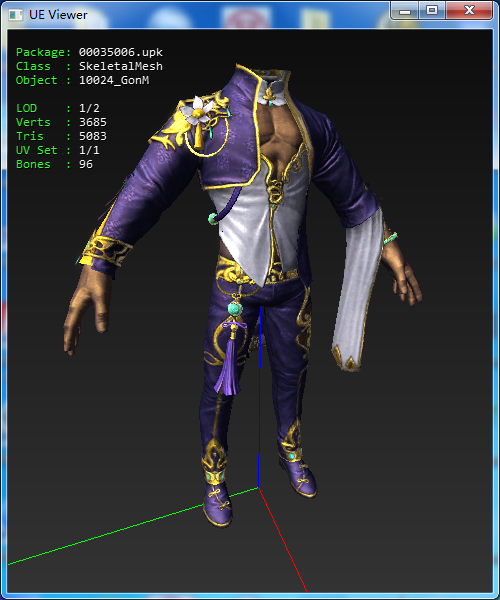 UE Viewer
Package: 00035006.upk
Class : SkeletalMesh
Object : 10024_GonM
LOD : 1/2
Verts : 3685
Tris : 5083
UV Set : 1/1
Bones : 96